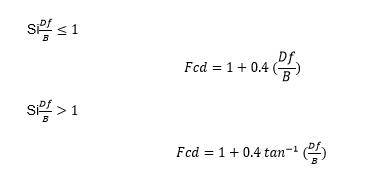 Si Df/B ≤ 1
Fcd = 1 + 0.4 (Df/B)
Si Df/B > 1
Fcd = 1 + 0.4 tan⁻¹ (Df/B)